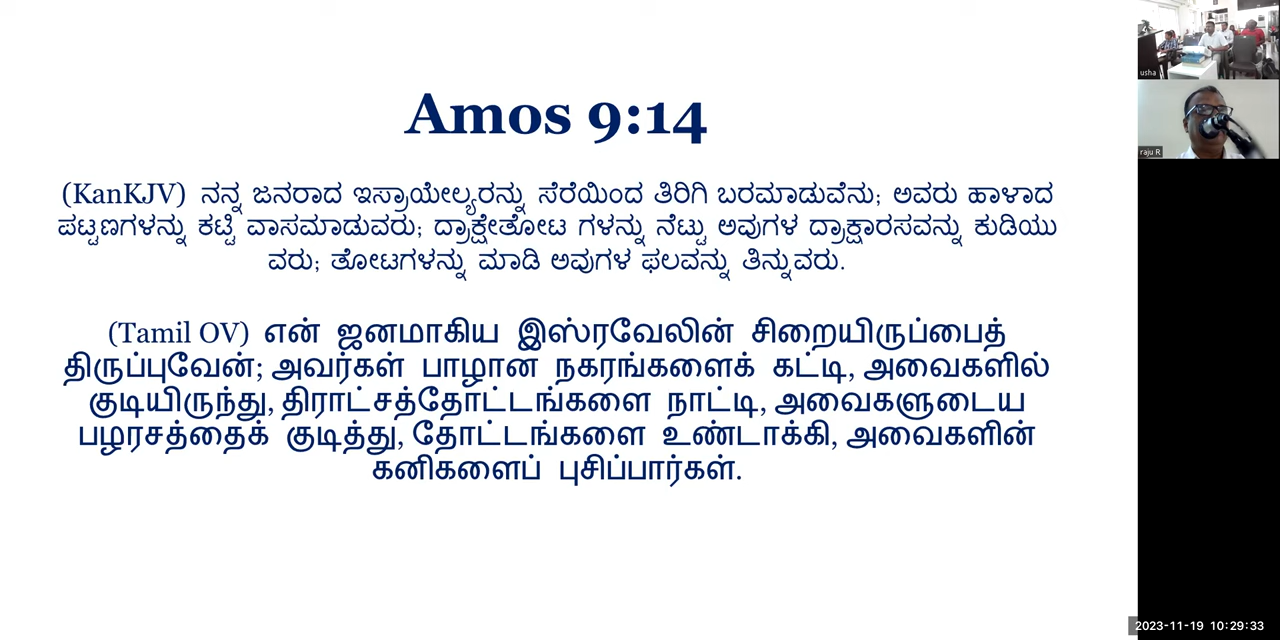 Amos 9:14
(KanKJV) ನನ್ನ ಜನರಾದ ಇಸ್ರಾಯೇಲ್ಯರನ್ನು ಸೆರೆಯಿಂದ ತಿರಿಗಿ ಬರಮಾಡುವೆನು; ಅವರು ಹಾಳಾದ
ಪಟ್ಟಣಗಳನ್ನು ಕಟ್ಟಿ ವಾಸಮಾಡುವರು; ದ್ರಾಕ್ಷೇತೋಟ ಗಳನ್ನು ನೆಟ್ಟು ಅವುಗಳ ದ್ರಾಕ್ಷಾರಸವನ್ನು ಕುಡಿಯು
ವರು; ತೋಟಗಳನ್ನು ಮಾಡಿ ಅವುಗಳ ಫಲವನ್ನು ತಿನ್ನುವರು.
(Tamil OV) என் ஜனமாகிய இஸ்ரவேலின் சிறையிருப்பைத்
திருப்புவேன்; அவர்கள் பாழான நகரங்களைக் கட்டி, அவைகளில்
குடியிருந்து, திராட்சத்தோட்டங்களை நாட்டி, அவைகளுடைய
பழரசத்தைக் குடித்து, தோட்டங்களை உண்டாக்கி, அவைகளின்
கனிகளைப் புசிப்பார்கள்.
usha
raju R
2023-11-19 10:29:33